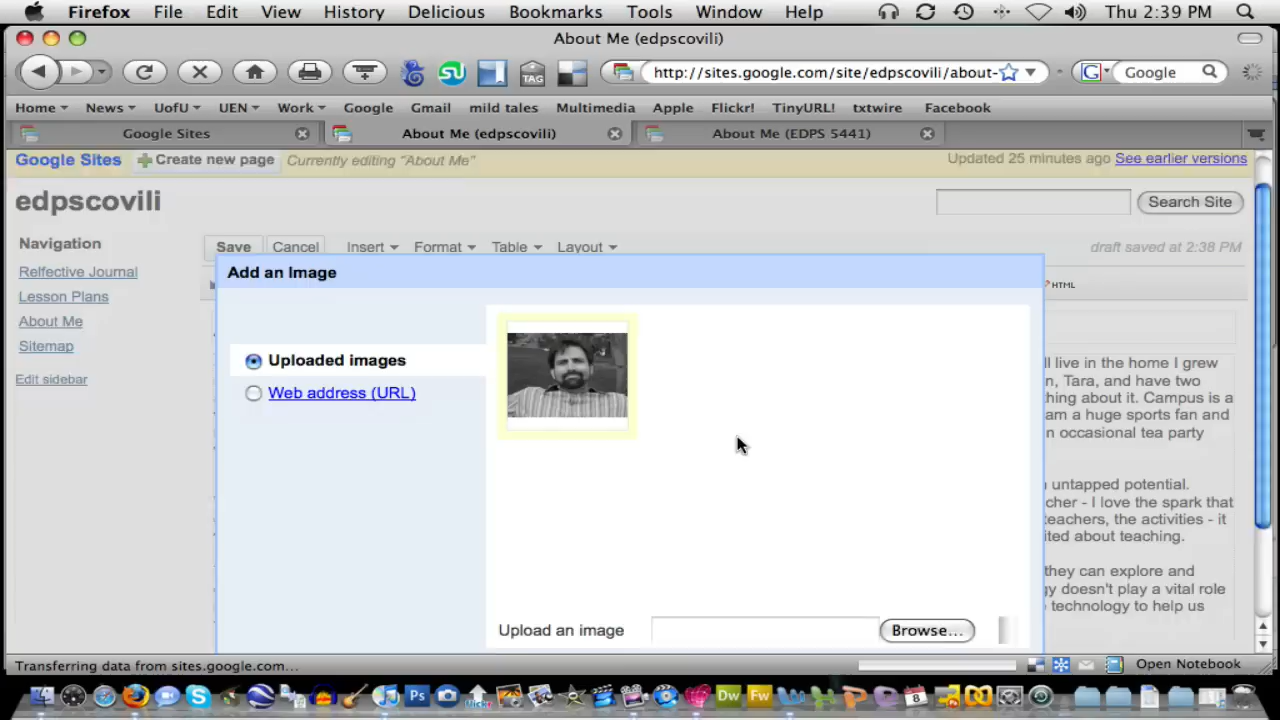 Firefox File Edit View History Delicious Bookmarks Tools Window Help Thu 2:39 PM
About Me (edpscovili)
TAG http://sites.google.com/site/edpscovili/about- Google
Home News UofU UEN Work Google Gmail mild tales Multimedia Apple Flickr! TinyURL! txtwire Facebook
Google Sites About Me (edpscovili) About Me (EDPS 5441)
Google Sites Create new page Currently editing "About Me" Updated 25 minutes ago See earlier versions
edpscovili Search Site
Navigation Save Cancel Insert Format Table Layout draft saved at 2:38 PM
Relfective Journal
Add an Image
HTML
Lesson Plans
About Me
Sitemap
Edit sidebar
Uploaded images
Web address (URL)
ll live in the home I grew
n, Tara, and have two
thing about it. Campus is a
am a huge sports fan and
n occasional tea party
untapped potential.
cher - I love the spark that
teachers, the activities - it
ited about teaching.
they can explore and
gy doesn't play a vital role
technology to help us
Upload an image Browse...
Transferring data from sites.google.com... Open Notebook
Ps flickr Dw Fw 8